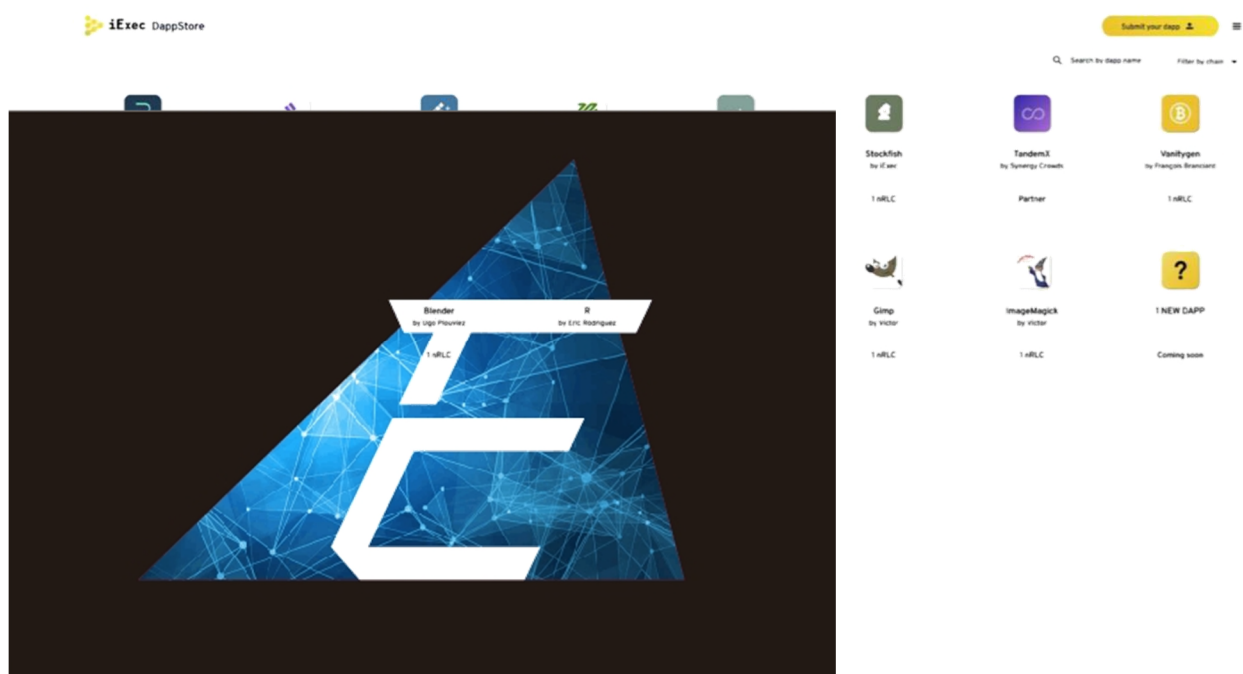 iExec DappStore
Submit your dapp
Search by dapp name
Filter by chain
Stockfish
by iExec
1 nRLC
TandemX
by Synergy Crowds
Partner
Vanitygen
by François Branciard
1 nRLC
Blender
by Ugo Plouviez
1 nRLC
R
by Eric Rodriguez
Gimp
by Victor
1 nRLC
ImageMagick
by Victor
1 nRLC
?
1 NEW DAPP
Coming soon